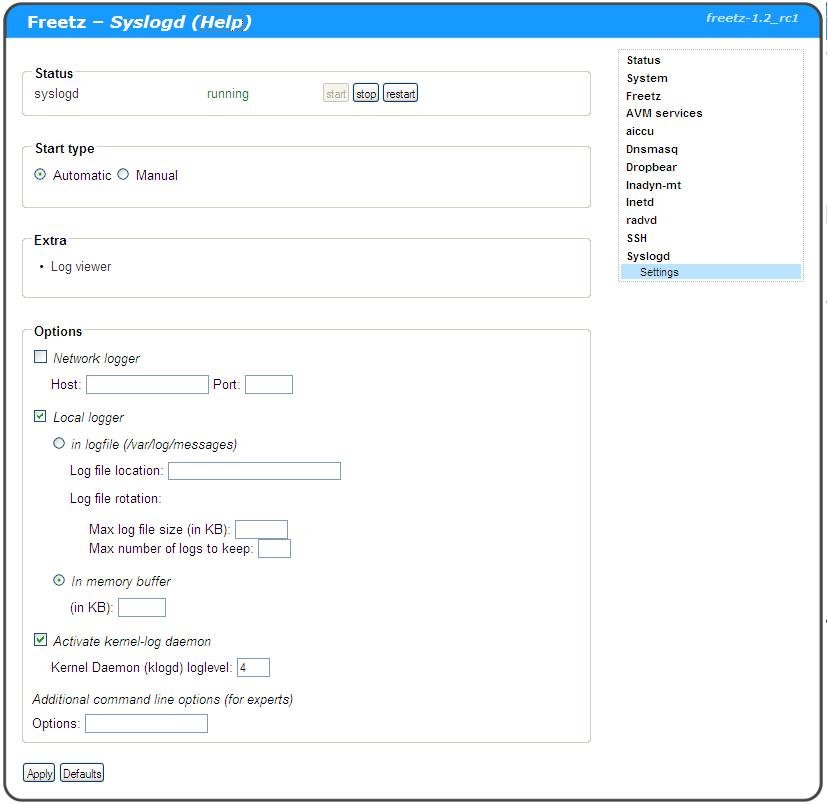 Freetz – Syslogd (Help)
freetz-1.2_rc1
Status
syslogd running start stop restart
Start type
Automatic Manual
Extra
• Log viewer
Options
Network logger
Host: Port:
Local logger
in logfile (/var/log/messages)
Log file location:
Log file rotation:
Max log file size (in KB):
Max number of logs to keep:
In memory buffer
(in KB):
Activate kernel-log daemon
Kernel Daemon (klogd) loglevel: 4
Additional command line options (for experts)
Options:
Apply Defaults
Status
System
Freetz
AVM services
aiccu
Dnsmasq
Dropbear
Inadyn-mt
Inetd
radvd
SSH
Syslogd
Settings